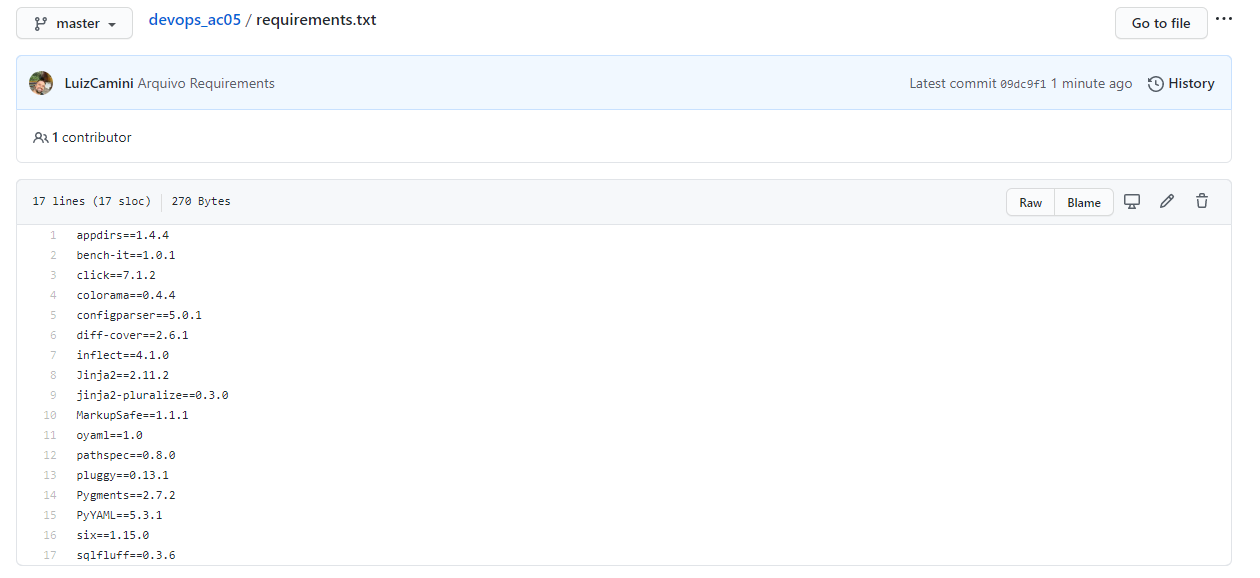 master devops_ac05 / requirements.txt Go to file ...
LuizCamini Arquivo Requirements Latest commit 09dc9f1 1 minute ago History
1 contributor
17 lines (17 sloc) 270 Bytes Raw Blame
1 appdirs==1.4.4
2 bench-it==1.0.1
3 click==7.1.2
4 colorama==0.4.4
5 configparser==5.0.1
6 diff-cover==2.6.1
7 inflect==4.1.0
8 Jinja2==2.11.2
9 jinja2-pluralize==0.3.0
10 MarkupSafe==1.1.1
11 oyaml==1.0
12 pathspec==0.8.0
13 pluggy==0.13.1
14 Pygments==2.7.2
15 PyYAML==5.3.1
16 six==1.15.0
17 sqlfluff==0.3.6